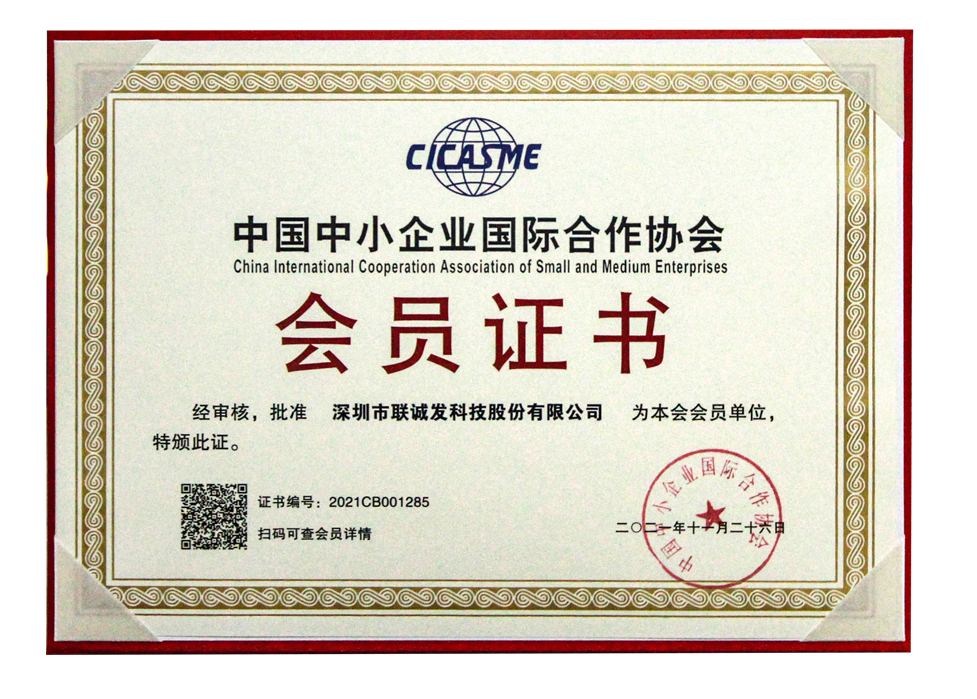 CICASME
中国中小企业国际合作协会
China International Cooperation Association of Small and Medium Enterprises
会员证书
经审核，批准 深圳市联诚发科技股份有限公司 为本会会员单位，
特颁此证。
证书编号：2021CB001285
扫码可查会员详情
二〇二一年十一月二十六日
中国中小企业国际合作协会